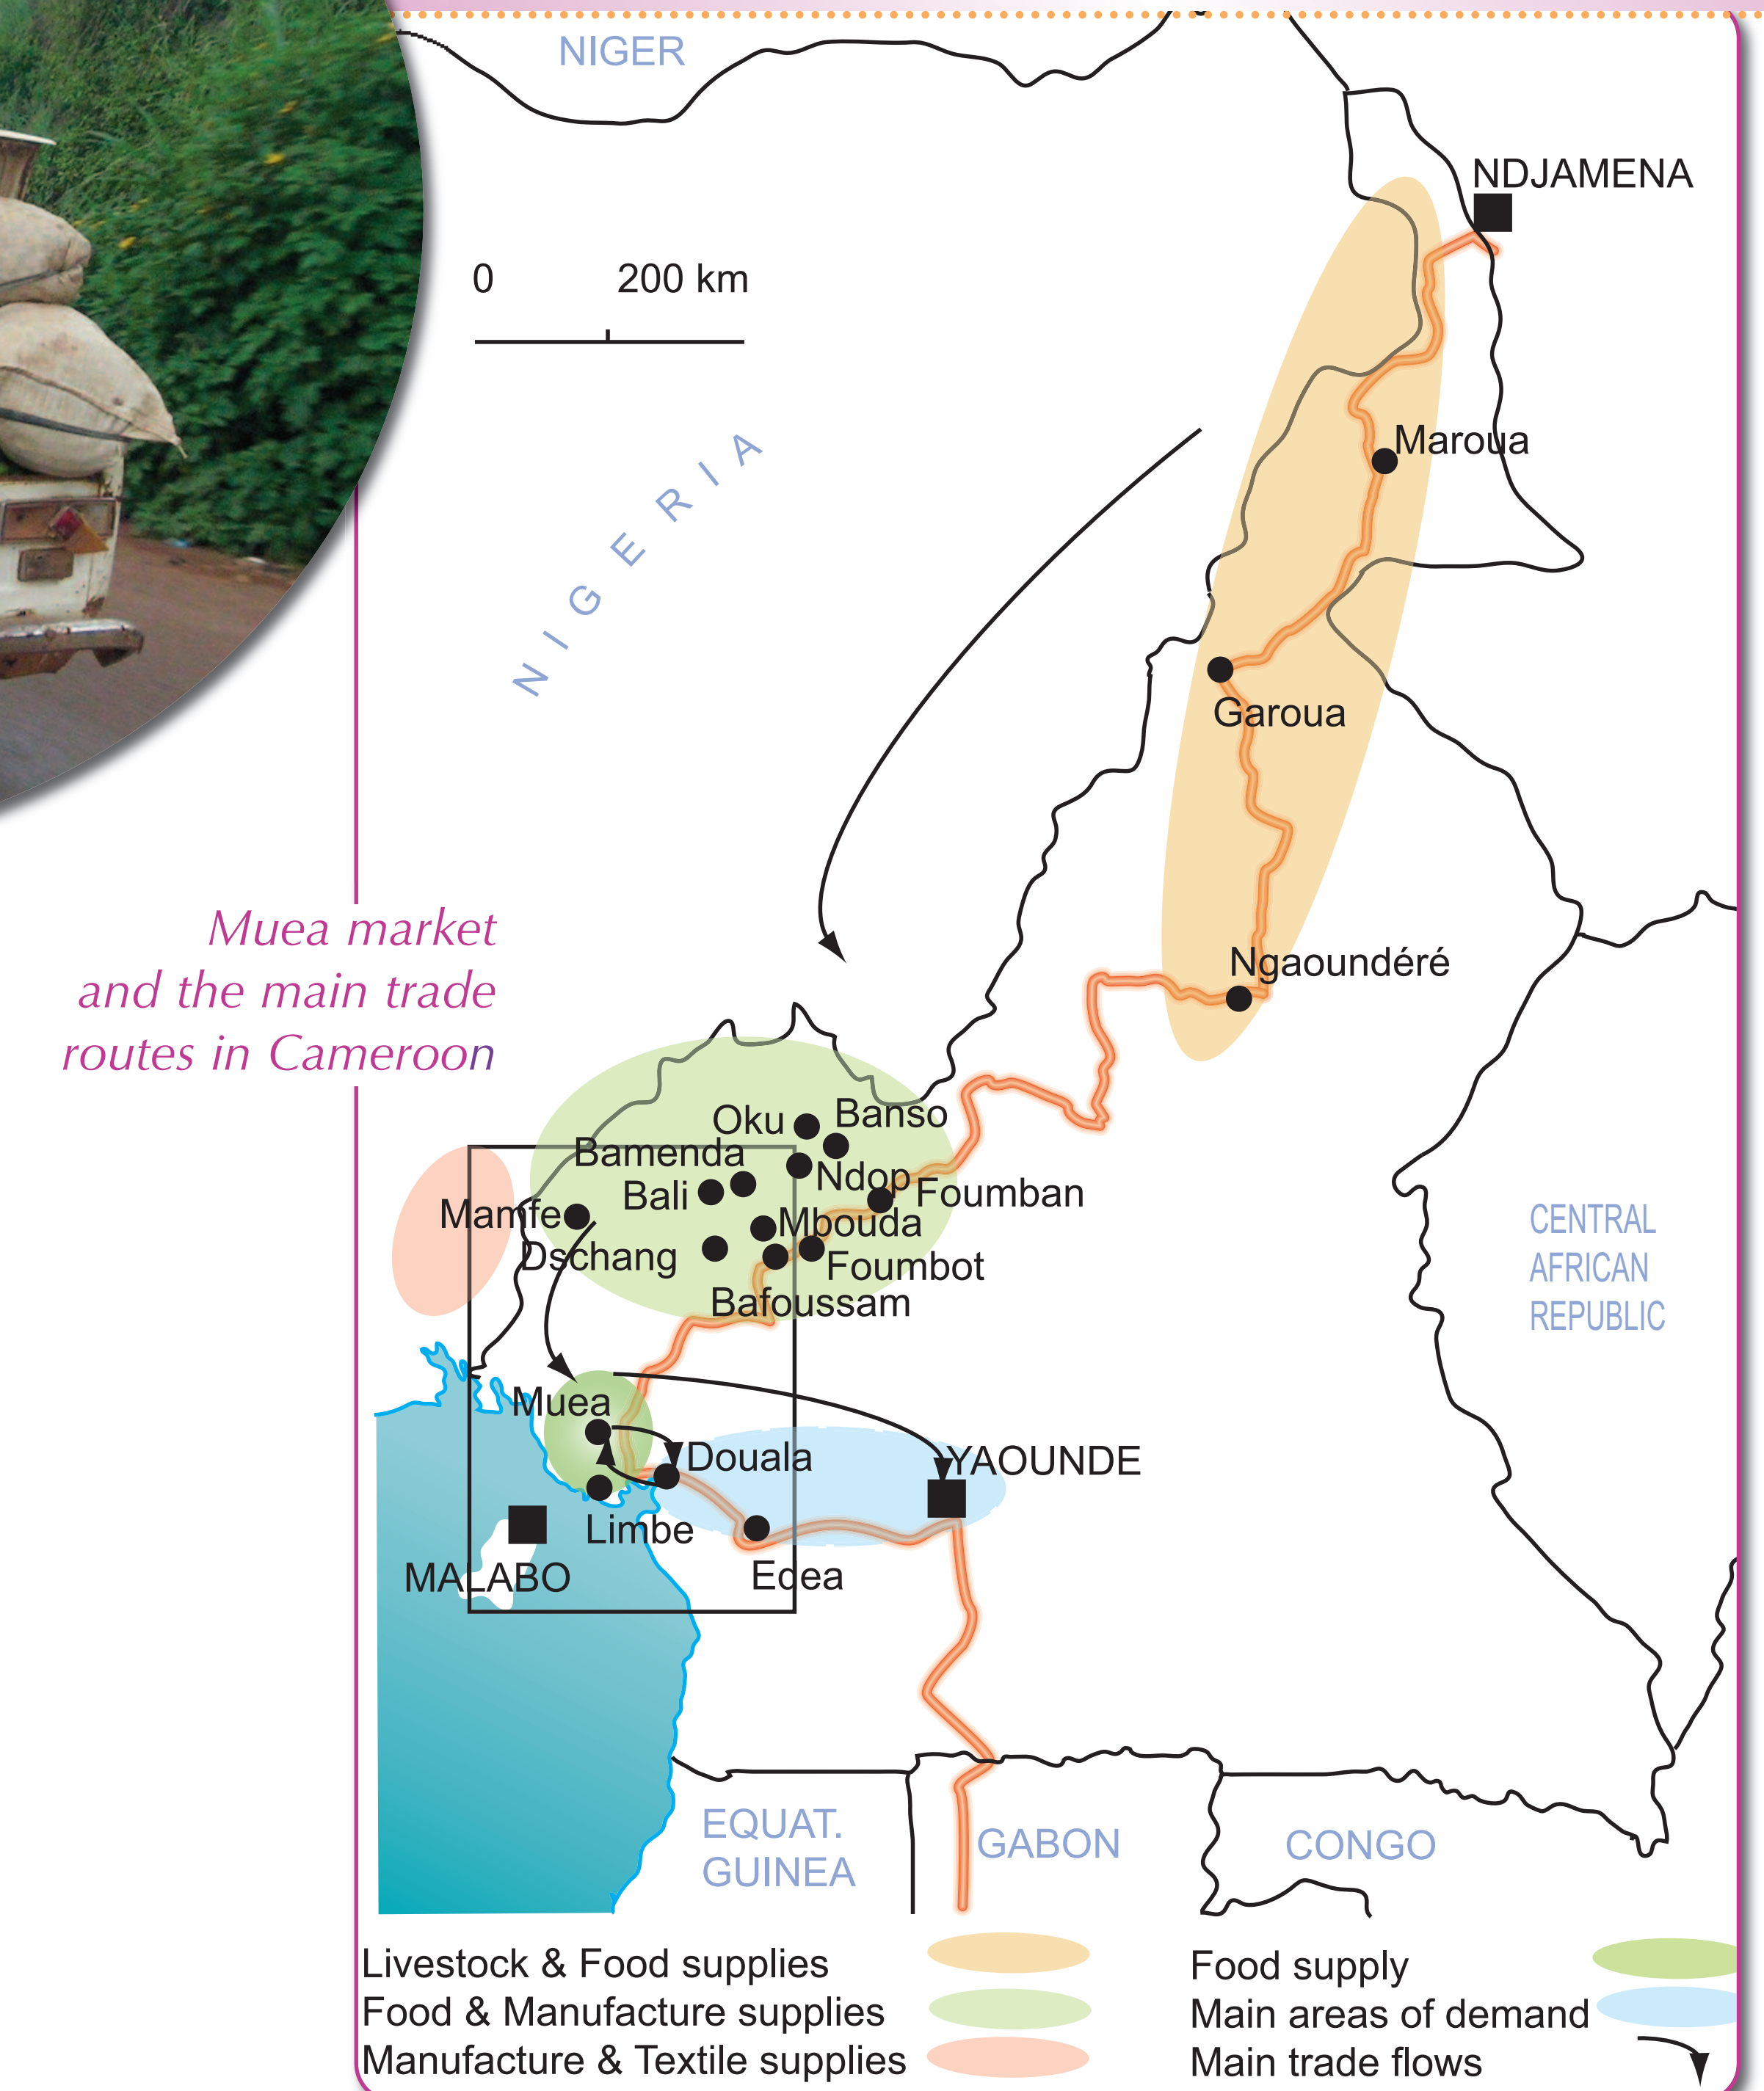 NIGER
NDJAMENA
0 200 km
Maroua
NIGERIA
Garoua
Muea market
and the main trade
routes in Cameroon
Ngaoundéré
Oku
Banso
Bamenda
Ndop
Bali
Foumban
Mamfe
Mbouda
Dschang
Foumbot
Bafoussam
CENTRAL
AFRICAN
REPUBLIC
Muea
Douala
YAOUNDE
Limbe
MALABO
Edea
EQUAT.
GUINEA
GABON
CONGO
Livestock & Food supplies
Food & Manufacture supplies
Manufacture & Textile supplies
Food supply
Main areas of demand
Main trade flows